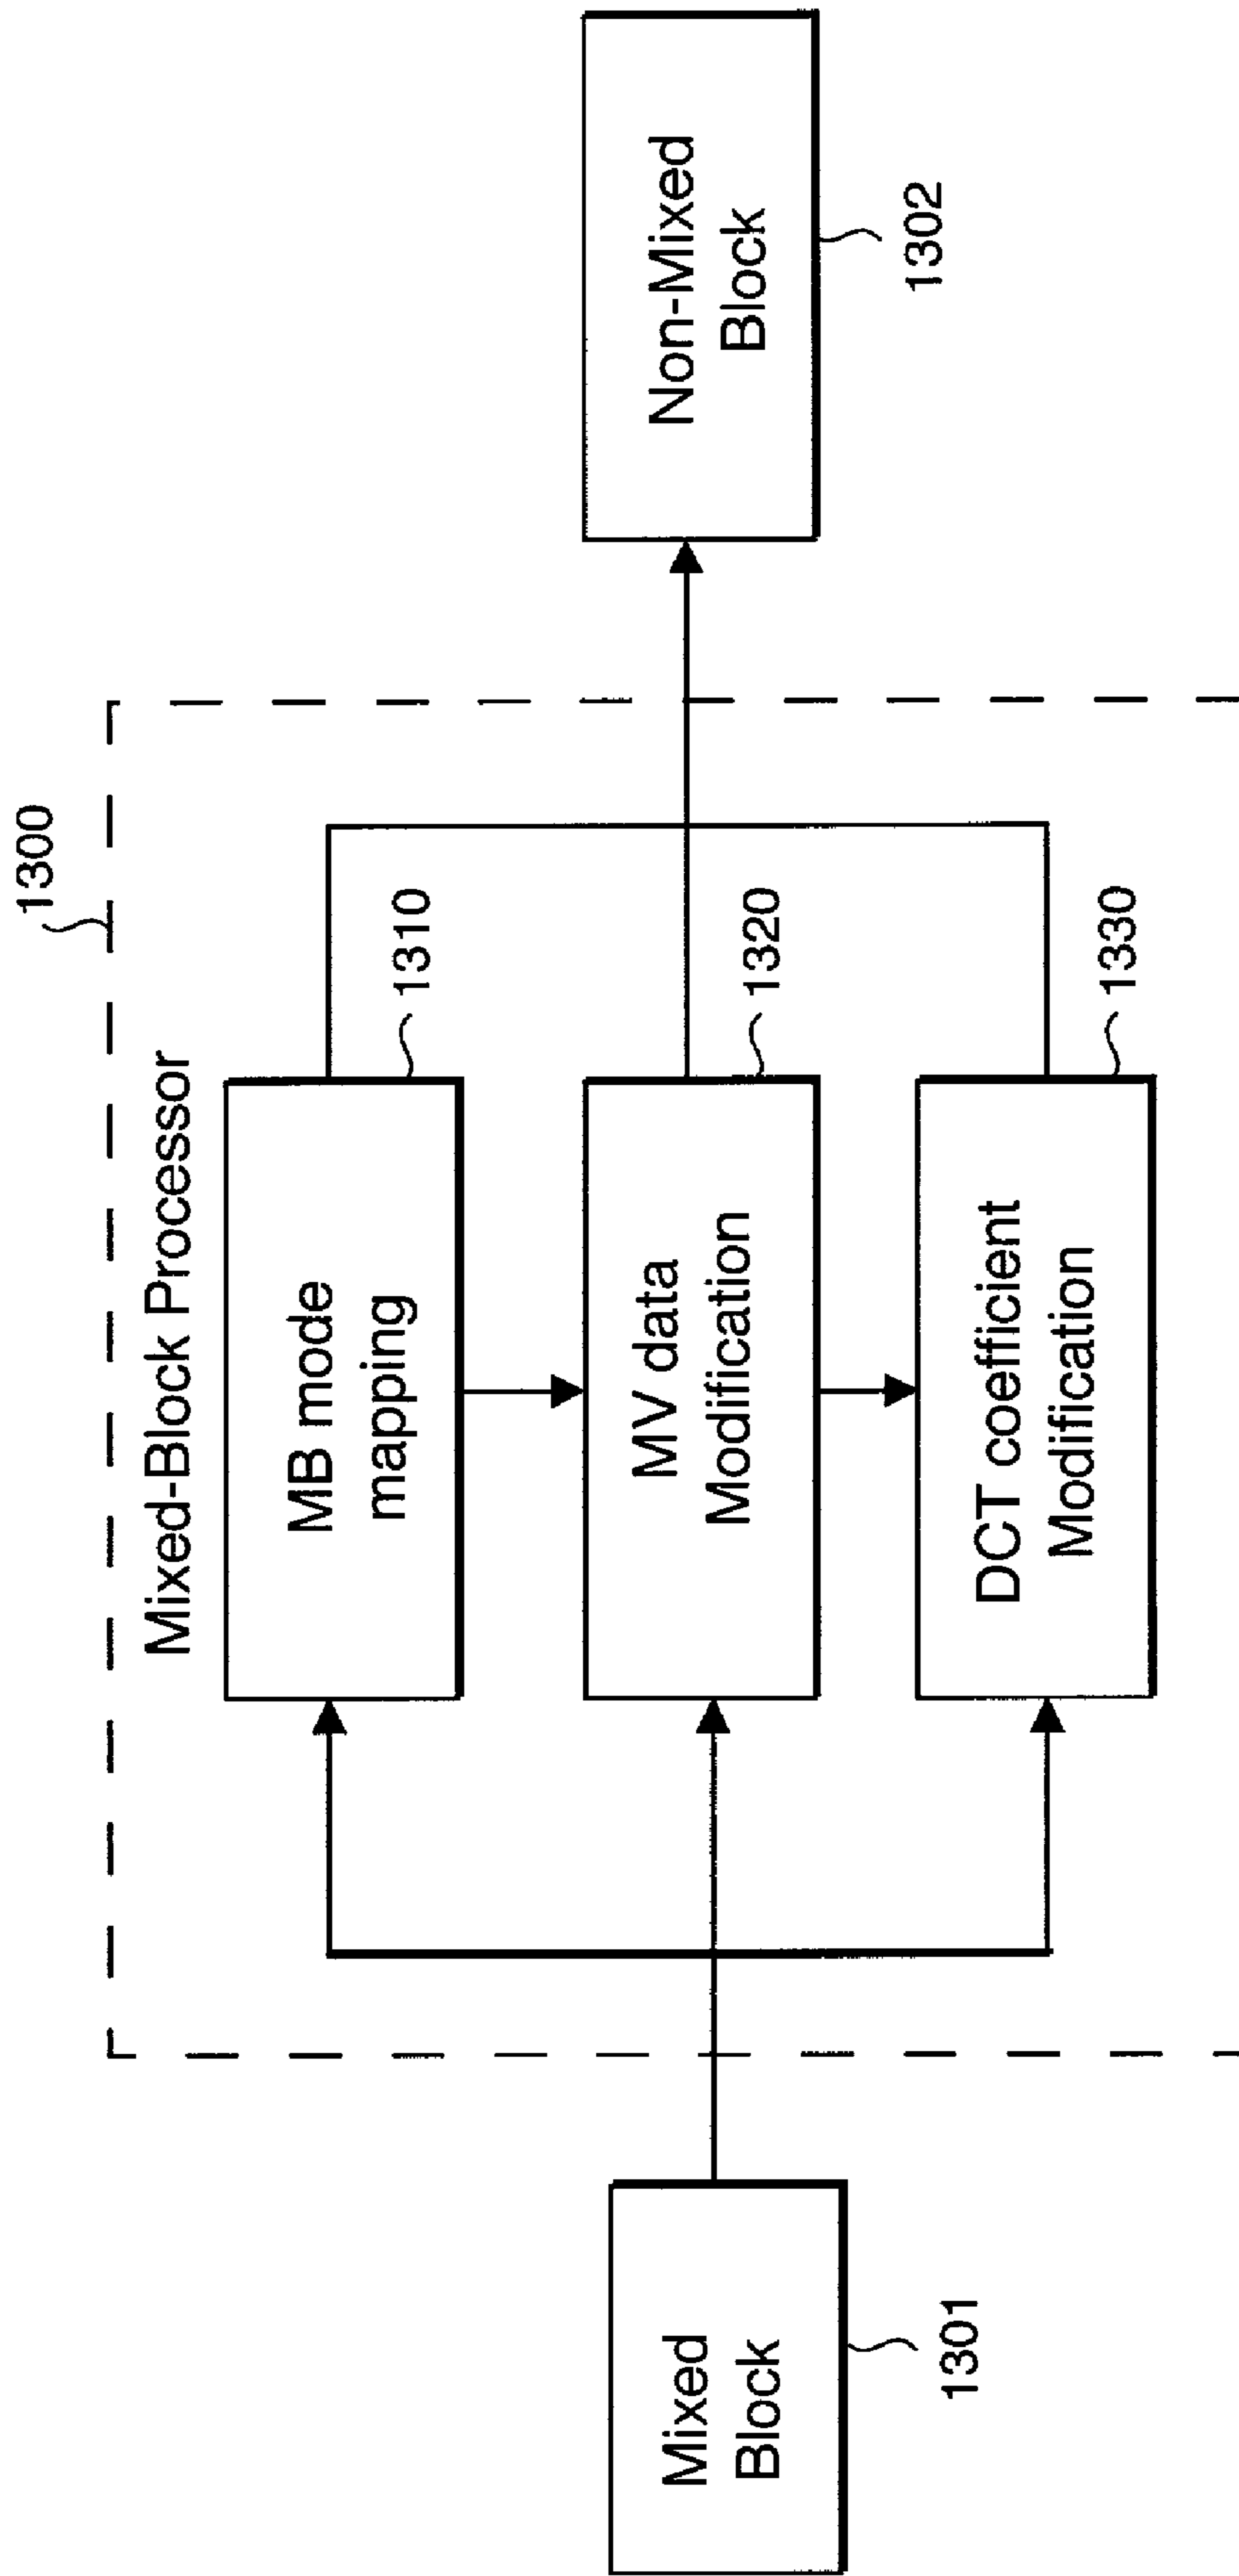 1300
Mixed-Block Processor
Mixed
Block
1301
MB mode
mapping
1310
MV data
Modification
1320
DCT coefficient
Modification
1330
Non-Mixed
Block
1302